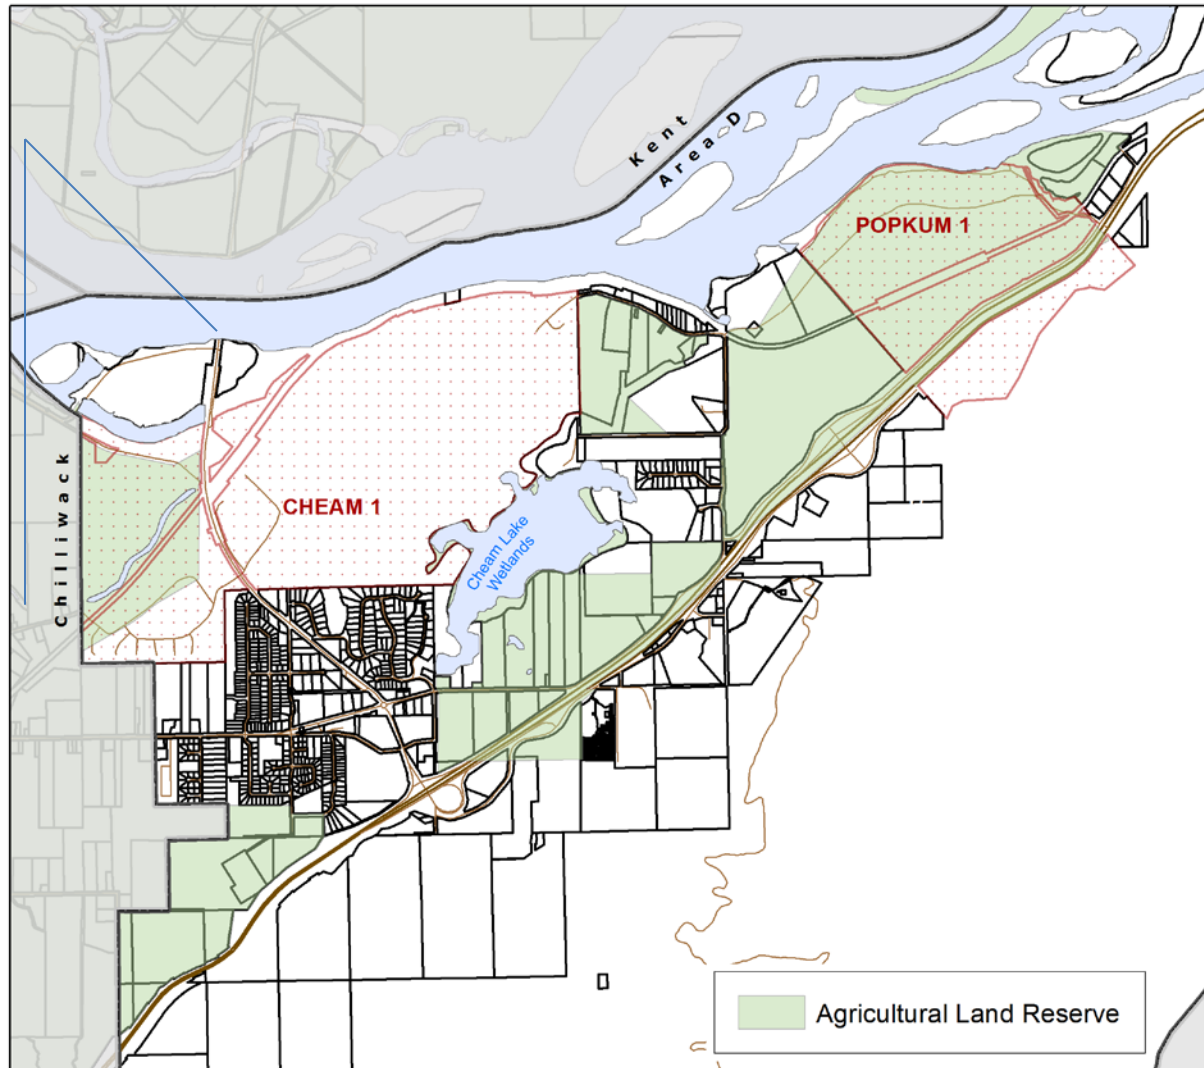 Kent
Area D
POPKUM 1
CHEAM 1
Chilliwack
Cheam Lake
Wetlands
Agricultural Land Reserve